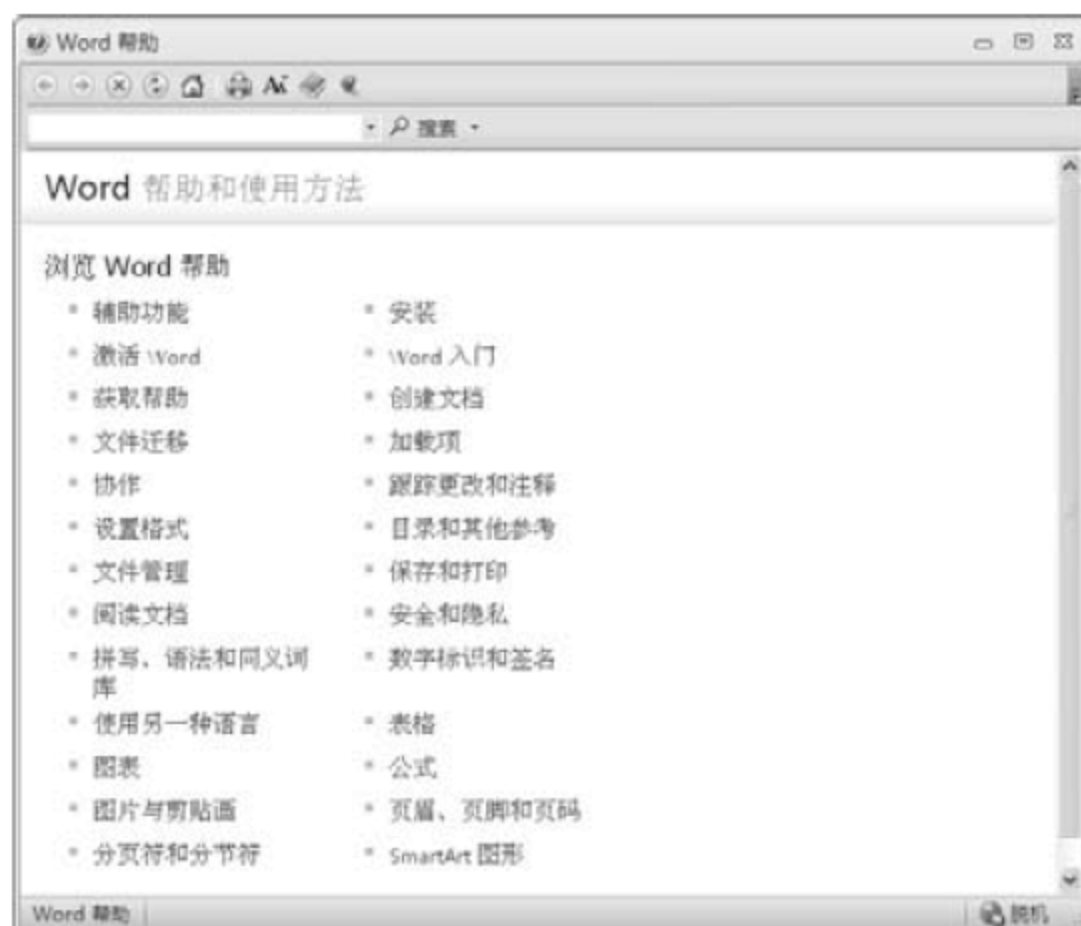 Word 帮助
搜索
Word 帮助和使用方法
浏览 Word 帮助
辅助功能
安装
激活 Word
Word 入门
获取帮助
创建文档
文件迁移
加载项
协作
跟踪更改和注释
设置格式
目录和其他参考
文件管理
保存和打印
阅读文档
安全和隐私
拼写、语法和同义词
库
数字标识和签名
使用另一种语言
表格
图表
公式
图片与剪贴画
页眉、页脚和页码
分页符和分节符
SmartArt 图形
Word 帮助
脱机